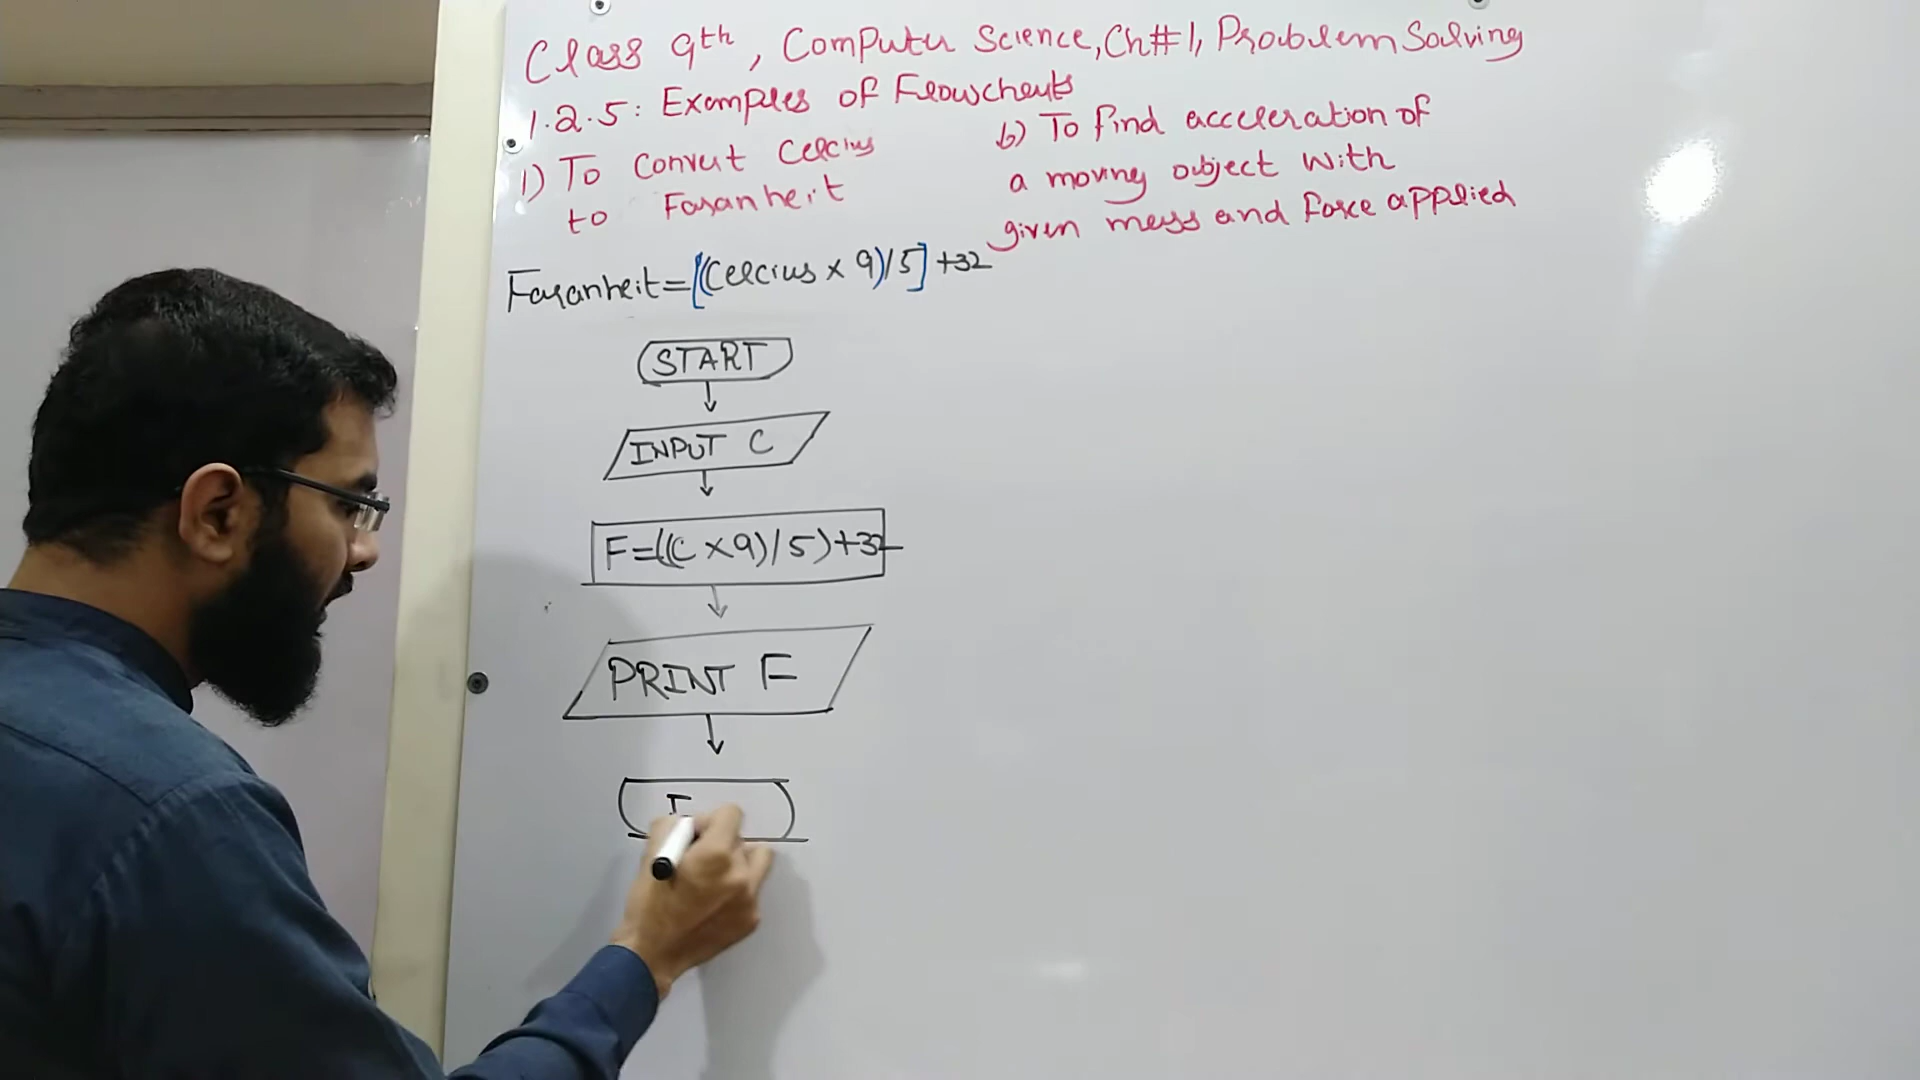 Class 9th, Computer Science, Ch#1, Problem Solving
1.2.5: Examples of Flowcharts
1) To Convert Celcius
to Faranheit
b) To find acceleration of
a moving object with
given mass and force applied
Faranheit=[(Celcius × 9)/5]+32
START
INPUT C
F=((C ×9)/5)+32
PRINT F